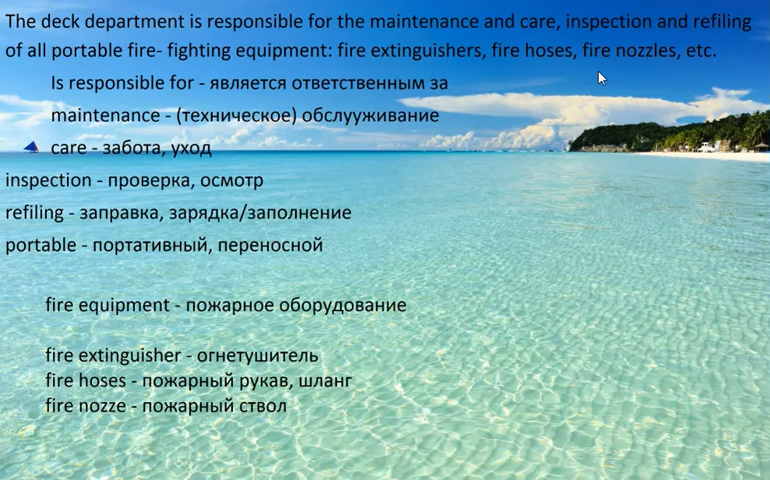 The deck department is responsible for the maintenance and care, inspection and refiling
of all portable fire- fighting equipment: fire extinguishers, fire hoses, fire nozzles, etc.
Is responsible for - является ответственным за
maintenance - (техническое) обслууживание
care - забота, уход
inspection - проверка, осмотр
refiling - заправка, зарядка/заполнение
portable - портативный, переносной
fire equipment - пожарное оборудование
fire extinguisher - огнетушитель
fire hoses - пожарный рукав, шланг
fire nozze - пожарный ствол